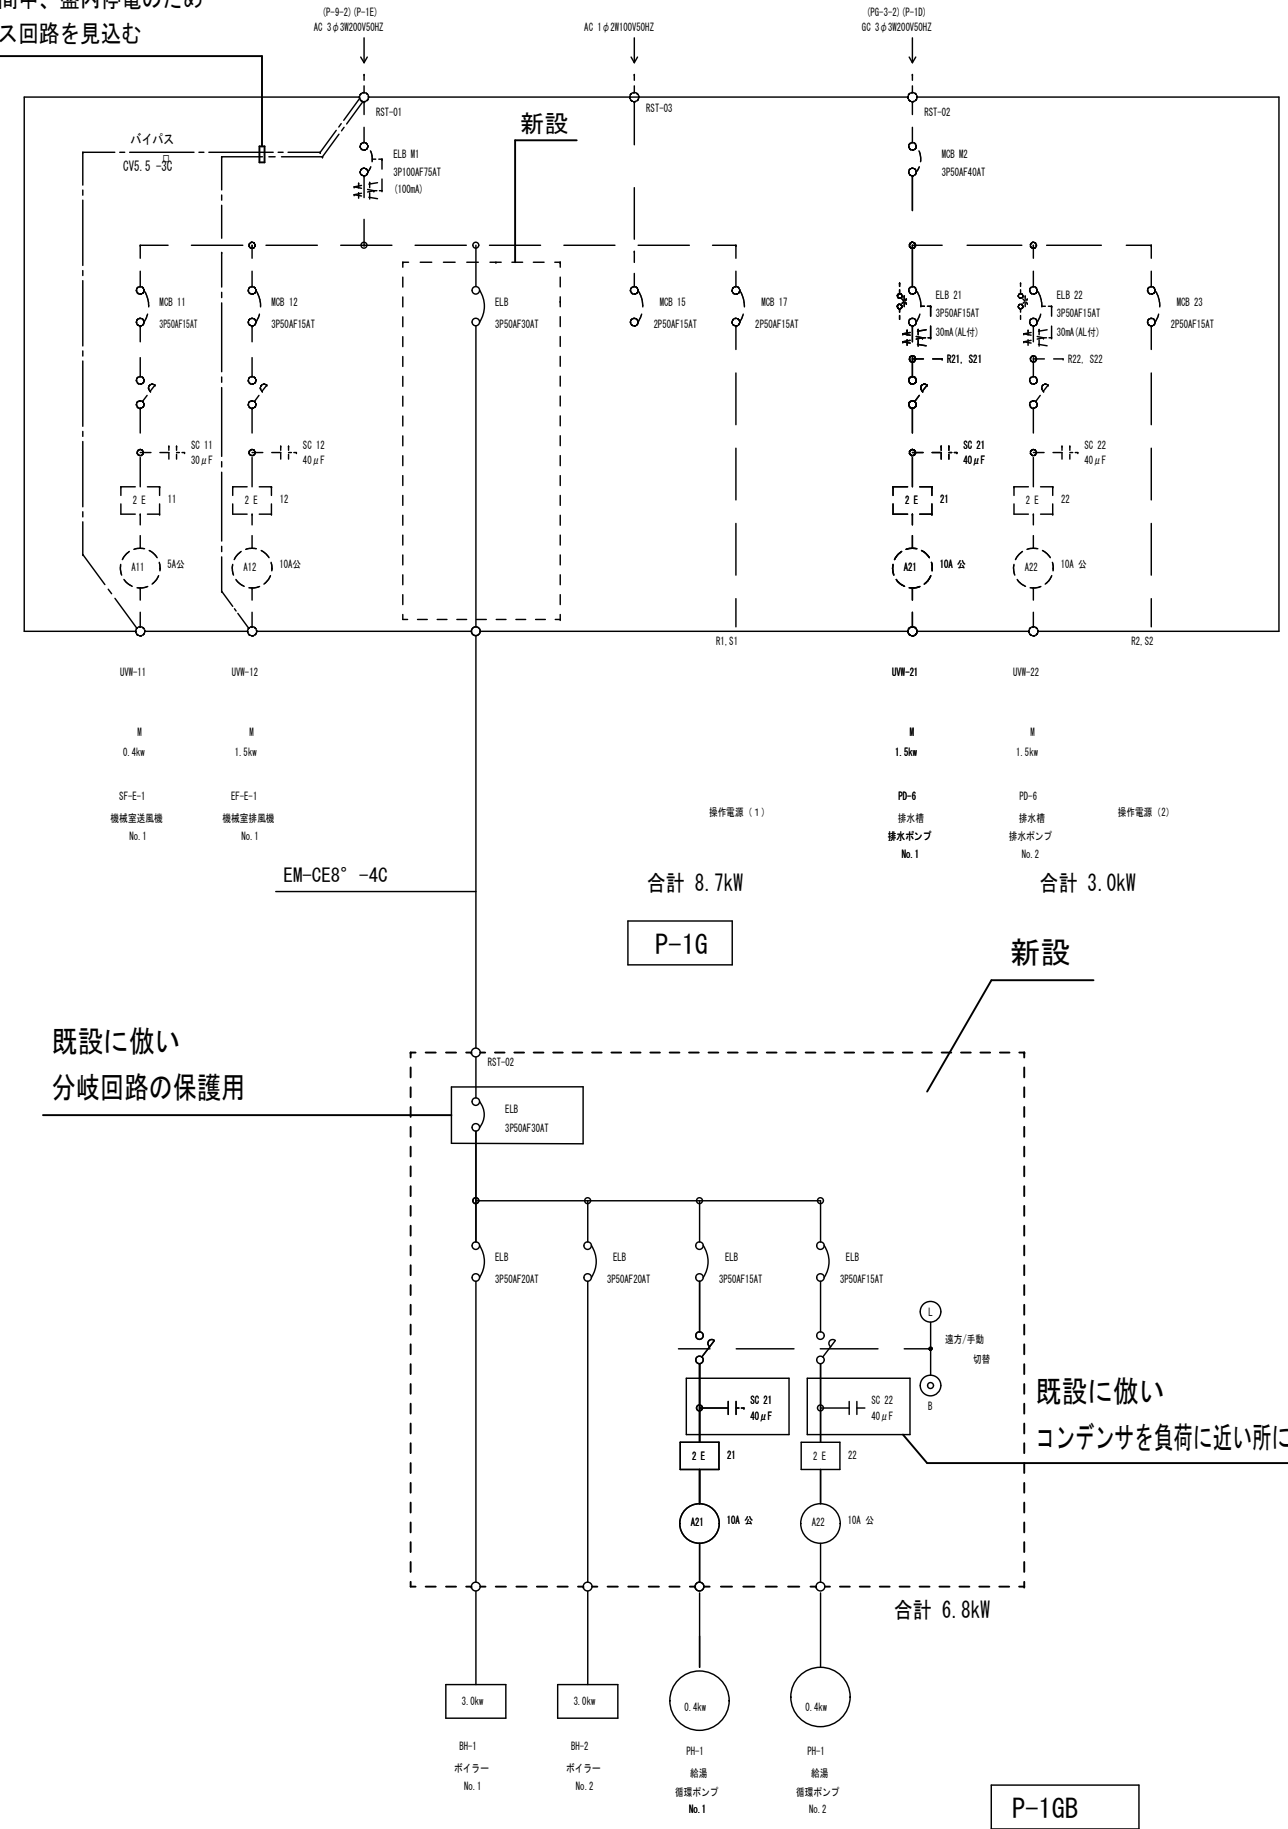 間中、盤内停電のため
ス回路を見込む
(P-9-2)(P-1E)
AC 3φ3W200V50HZ
AC 1φ2W100V50HZ
(PG-3-2)(P-1D)
GC 3φ3W200V50HZ
RST-01
RST-03
RST-02
バイパス
CV5.5□-3C
新設
ELB M1
3P100AF75AT
(100mA)
MCB M2
3P50AF40AT
MCB 11
3P50AF15AT
MCB 12
3P50AF15AT
ELB
3P50AF30AT
MCB 15
2P50AF15AT
MCB 17
2P50AF15AT
ELB 21
3P50AF15AT
30mA(AL付)
ELB 22
3P50AF15AT
30mA(AL付)
MCB 23
2P50AF15AT
R21, S21
R22, S22
SC 11
30μF
SC 12
40μF
SC 21
40μF
SC 22
40μF
2 E 11
2 E 12
2 E 21
2 E 22
A11 5A公
A12 10A公
A21 10A 公
A22 10A 公
R1,S1
R2,S2
UVW-11
UVW-12
UVW-21
UVW-22
M
0.4kw
M
1.5kw
M
1.5kw
M
1.5kw
SF-E-1
機械室送風機
No.1
EF-E-1
機械室排風機
No.1
操作電源（1）
PD-6
排水槽
排水ポンプ
No.1
PD-6
排水槽
排水ポンプ
No.2
操作電源（2）
EM-CE8°-4C
合計 8.7kW
合計 3.0kW
P-1G
新設
既設に倣い
分岐回路の保護用
RST-02
ELB
3P50AF30AT
ELB
3P50AF20AT
ELB
3P50AF20AT
ELB
3P50AF15AT
ELB
3P50AF15AT
L
遠方/手動
切替
B
SC 21
40μF
SC 22
40μF
既設に倣い
コンデンサを負荷に近い所に
2 E 21
2 E 22
A21 10A 公
A22 10A 公
合計 6.8kW
3.0kw
3.0kw
0.4kw
0.4kw
BH-1
ボイラー
No.1
BH-2
ボイラー
No.2
PH-1
給湯
循環ポンプ
No.1
PH-1
給湯
循環ポンプ
No.2
P-1GB